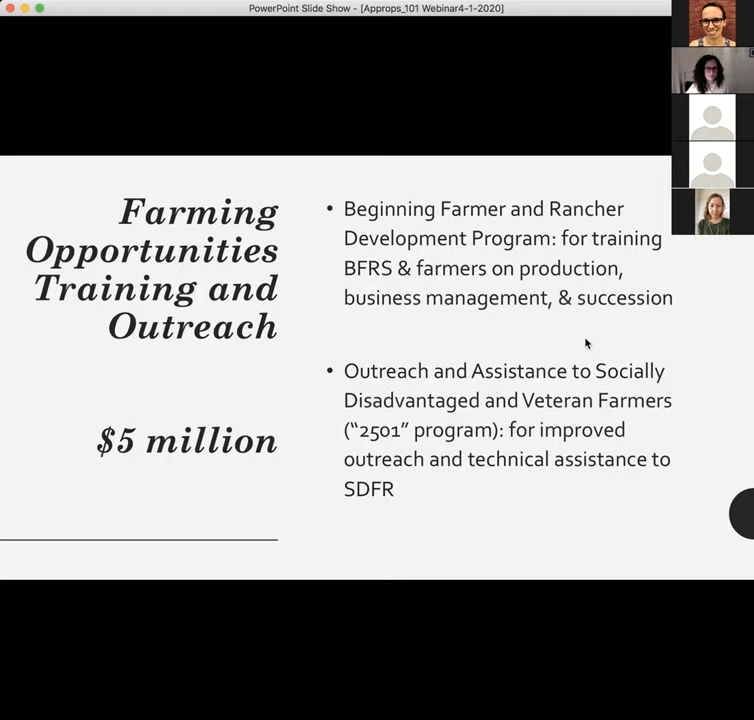 PowerPoint Slide Show - [Approps_101 Webinar4-1-2020]
Farming
Opportunities
Training and
Outreach
$5 million
• Beginning Farmer and Rancher
Development Program: for training
BFRS & farmers on production,
business management, & succession
• Outreach and Assistance to Socially
Disadvantaged and Veteran Farmers
(“2501” program): for improved
outreach and technical assistance to
SDFR